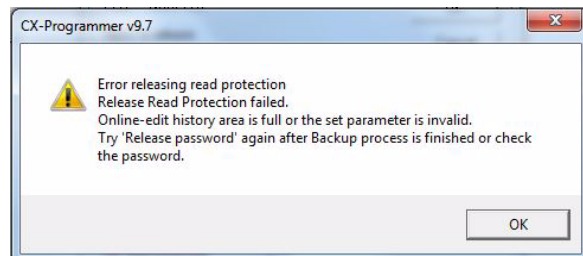 CX-Programmer v9.7
Error releasing read protection
Release Read Protection failed.
Online-edit history area is full or the set parameter is invalid.
Try 'Release password' again after Backup process is finished or check
the password.
OK